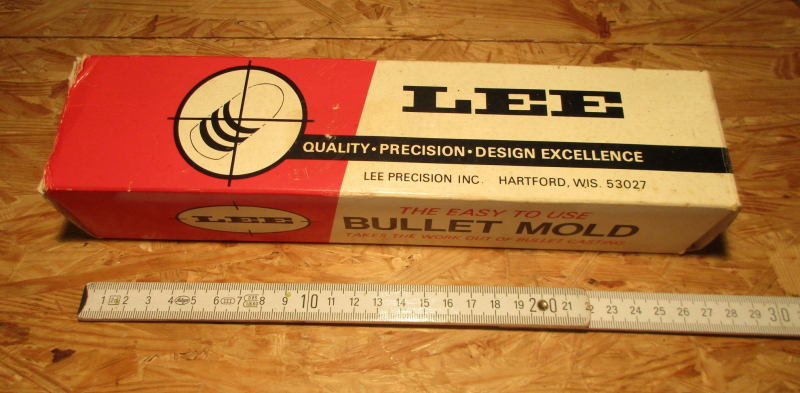 LEE
QUALITY·PRECISION·DESIGN EXCELLENCE
LEE PRECISION INC. HARTFORD, WIS. 53027
LEE
THE EASY TO USE
BULLET MOLD
TAKES THE WORK OUT OF BULLET CASTING
1 2 3 4 5 6 7 8 9 10 11 12 13 14 15 16 17 18 19 20 21 22 23 24 25 26 27 28 29 30